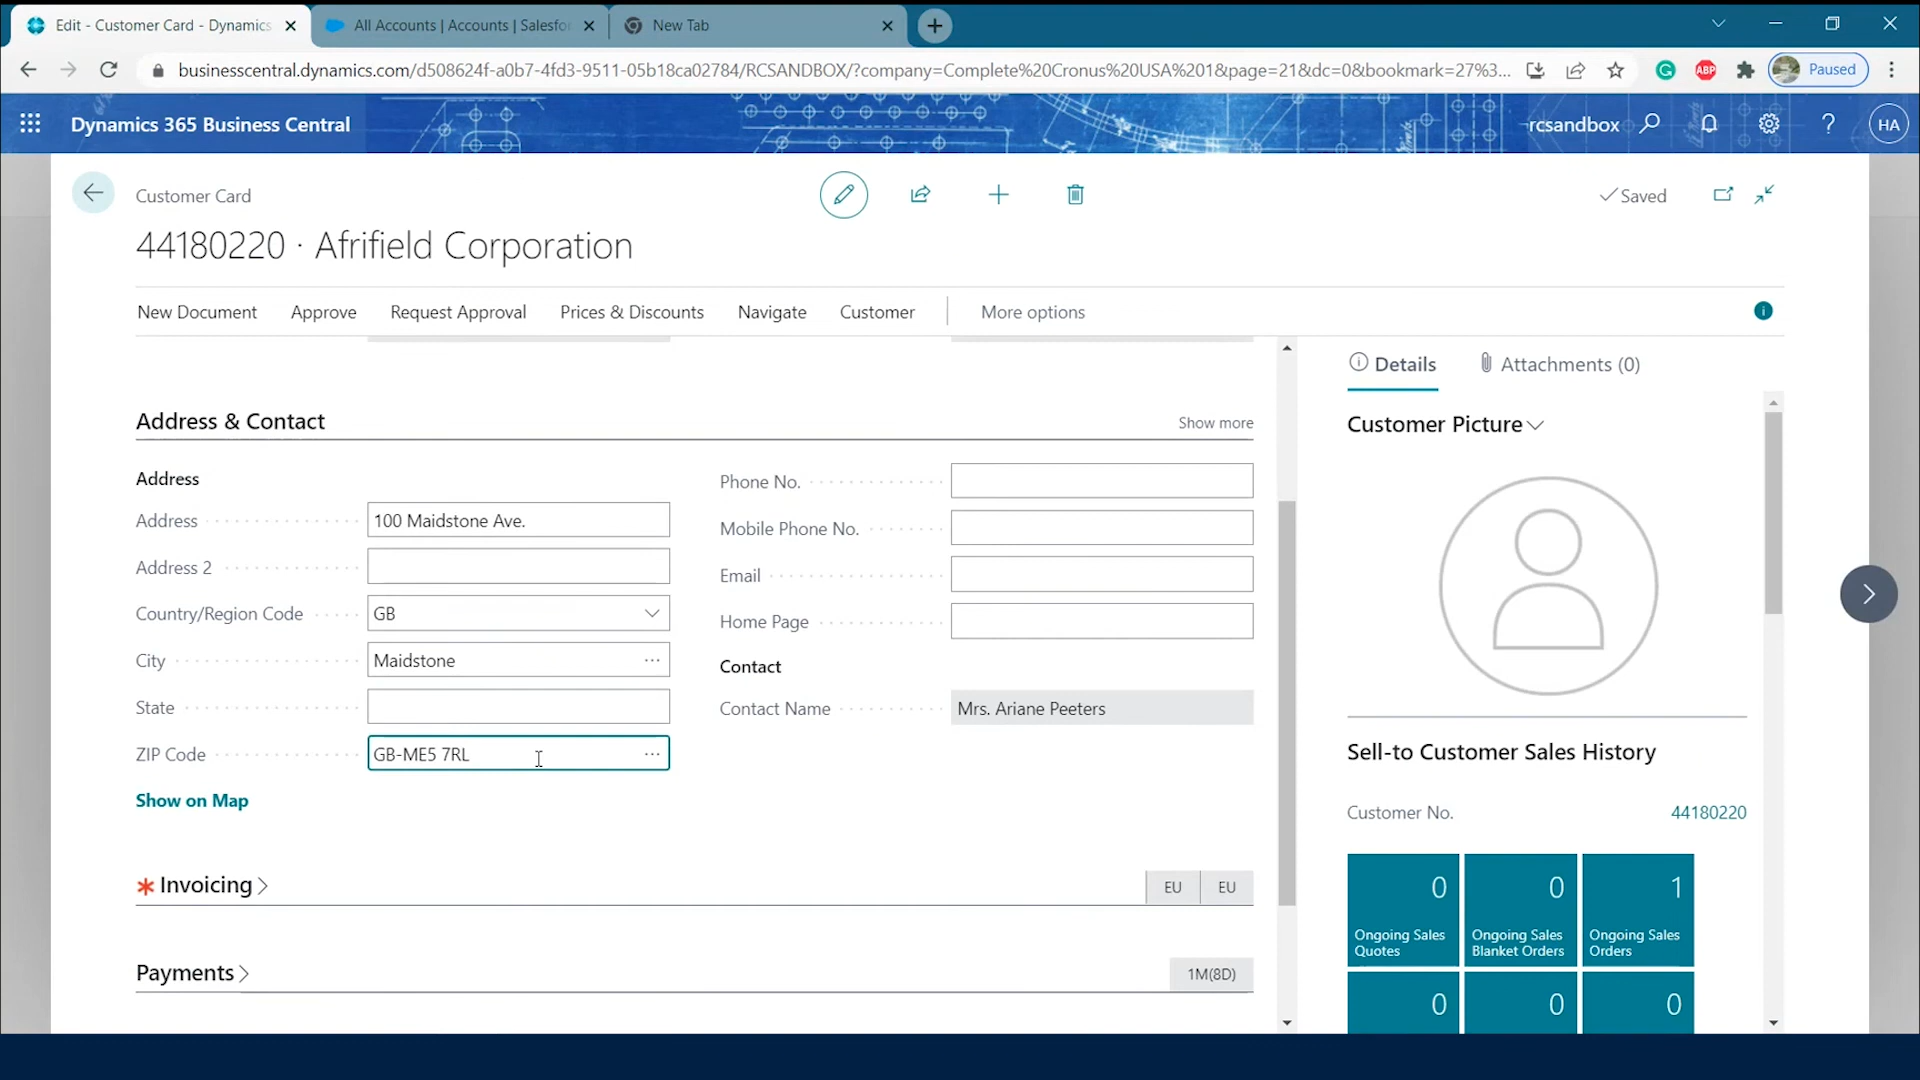 Edit - Customer Card - Dynamics
All Accounts | Accounts | Salesfo
New Tab
businesscentral.dynamics.com/d508624f-a0b7-4fd3-9511-05b18ca02784/RCSANDBOX/?company=Complete%20Cronus%20USA%201&page=21&dc=0&bookmark=27%3...
ABP
Paused
Dynamics 365 Business Central
rcsandbox
HA
Customer Card
Saved
44180220 · Afrifield Corporation
New Document
Approve
Request Approval
Prices & Discounts
Navigate
Customer
More options
Details
Attachments (0)
Address & Contact
Show more
Customer Picture
Address
Phone No.
Address
100 Maidstone Ave.
Mobile Phone No.
Address 2
Email
Country/Region Code
GB
Home Page
City
Maidstone
Contact
State
Contact Name
Mrs. Ariane Peeters
ZIP Code
GB-ME5 7RL
Show on Map
Sell-to Customer Sales History
Customer No.
44180220
Invoicing
EU
EU
0
Ongoing Sales
Quotes
0
Ongoing Sales
Blanket Orders
1
Ongoing Sales
Orders
Payments
1M(8D)
0
0
0